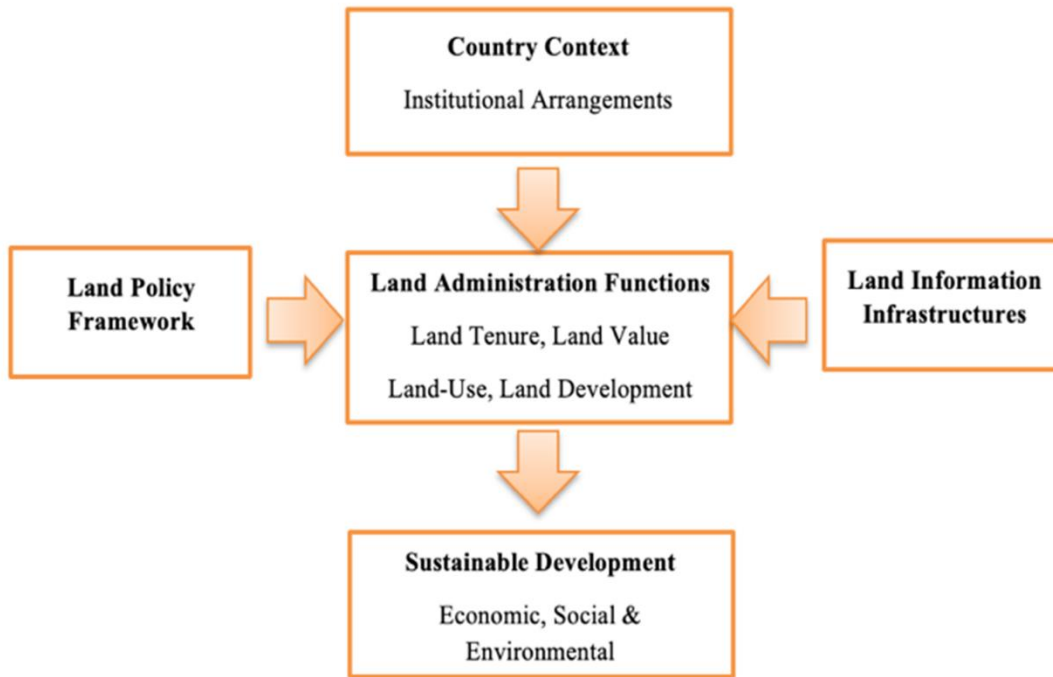 Country Context
Institutional Arrangements
Land Policy
Framework
Land Administration Functions
Land Tenure, Land Value
Land-Use, Land Development
Land Information
Infrastructures
Sustainable Development
Economic, Social &
Environmental